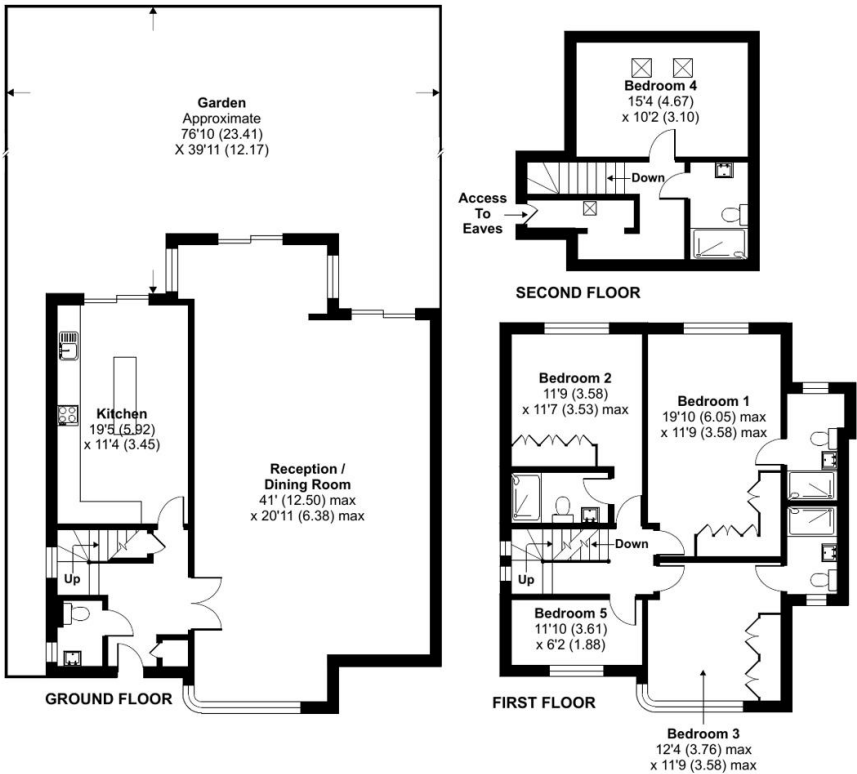 Garden
Approximate
76'10 (23.41)
X 39'11 (12.17)
Kitchen
19'5 (5.92)
x 11'4 (3.45)
Reception /
Dining Room
41' (12.50) max
x 20'11 (6.38) max
Up
GROUND FLOOR
Bedroom 4
15'4 (4.67)
x 10'2 (3.10)
Down
Access
To
Eaves
SECOND FLOOR
Bedroom 2
11'9 (3.58)
x 11'7 (3.53) max
Bedroom 1
19'10 (6.05) max
x 11'9 (3.58) max
Down
Up
Bedroom 5
11'10 (3.61)
x 6'2 (1.88)
FIRST FLOOR
Bedroom 3
12'4 (3.76) max
x 11'9 (3.58) max